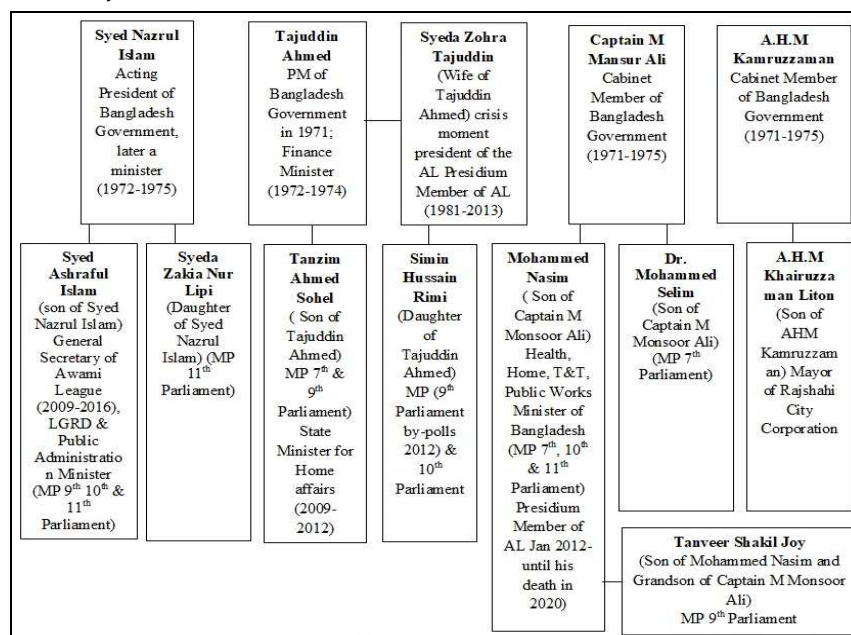 Syed Nazrul
Islam
Acting
President of
Bangladesh
Government,
later a
minister
(1972-1975)
Tajuddin
Ahmed
PM of
Bangladesh
Government
in 1971;
Finance
Minister
(1972-1974)
Syeda Zohra
Tajuddin
(Wife of
Tajuddin
Ahmed) crisis
moment
president of
the AL Presidium
Member of AL
(1981-2013)
Captain M
Mansur Ali
Cabinet
Member of
Bangladesh
Government
(1971-1975)
A.H.M
Kamruzzaman
Cabinet Member
of Bangladesh
Government
(1971-1975)
Syed
Ashraful
Islam
(son of Syed
Nazrul Islam)
General
Secretary of
Awami
League
(2009-2016),
LGRD &
Public
Administratio
n Minister
(MP 9th 10th &
11th
Parliament)
Syeda
Zakia Nur
Lipi
(Daughter
of Syed
Nazrul
Islam) (MP
11th
Parliament)
Tanzim
Ahmed
Sohel
( Son of
Tajuddin
Ahmed)
MP 7th &
9th
Parliament)
State
Minister for
Home
affairs
(2009-
2012)
Simin
Hussain
Rimi
(Daughter
of
Tajuddin
Ahmed)
MP (9th
Parliament
by-polls
2012) &
10th
Parliament
Mohammed
Nasim
( Son of
Captain M
Monsoor Ali)
Health,
Home, T&T,
Public Works
Minister of
Bangladesh
(MP 7th, 10th
& 11th
Parliament)
Presidium
Member of
AL Jan 2012-
until his
death in
2020)
Dr.
Mohammed
Selim
(Son of
Captain M
Monsoor Ali)
(MP 7th
Parliament)
A.H.M
Khairuzza
man Liton
(Son of
AHM
Kamruzzam
an) Mayor
of Rajshahi
City
Corporation
Tanveer Shakil Joy
(Son of Mohammed Nasim and
Grandson of Captain M Monsoor
Ali)
MP 9th Parliament